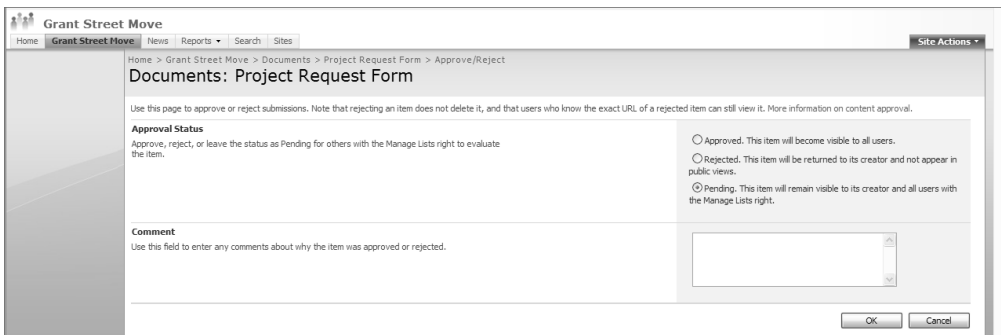 Grant Street Move
Home Grant Street Move News Reports Search Sites
Site Actions
Home > Grant Street Move > Documents > Project Request Form > Approve/Reject
Documents: Project Request Form
Use this page to approve or reject submissions. Note that rejecting an item does not delete it, and that users who know the exact URL of a rejected item can still view it. More information on content approval.
Approval Status
Approve, reject, or leave the status as Pending for others with the Manage Lists right to evaluate
the item.
Approved. This item will become visible to all users.
Rejected. This item will be returned to its creator and not appear in
public views.
Pending. This item will remain visible to its creator and all users with
the Manage Lists right.
Comment
Use this field to enter any comments about why the item was approved or rejected.
OK Cancel